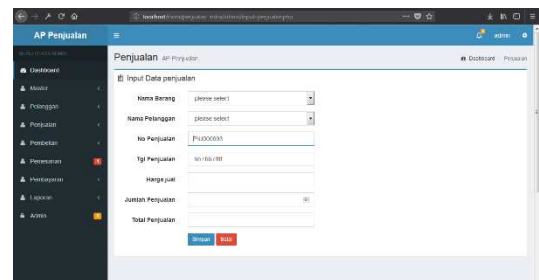 AP Penjualan
admin
Dashboard
Master
Pelanggan
Penjualan
Pembelian
Pemesanan
Pembayaran
Laporan
Admin
Penjualan AP Penjualan
Dashboard Penjualan
Input Data penjualan
Nama Barang please select
Nama Pelanggan please select
No Penjualan
Tgl Penjualan
Harga jual
Jumlah Penjualan
Total Penjualan
Simpan Batal